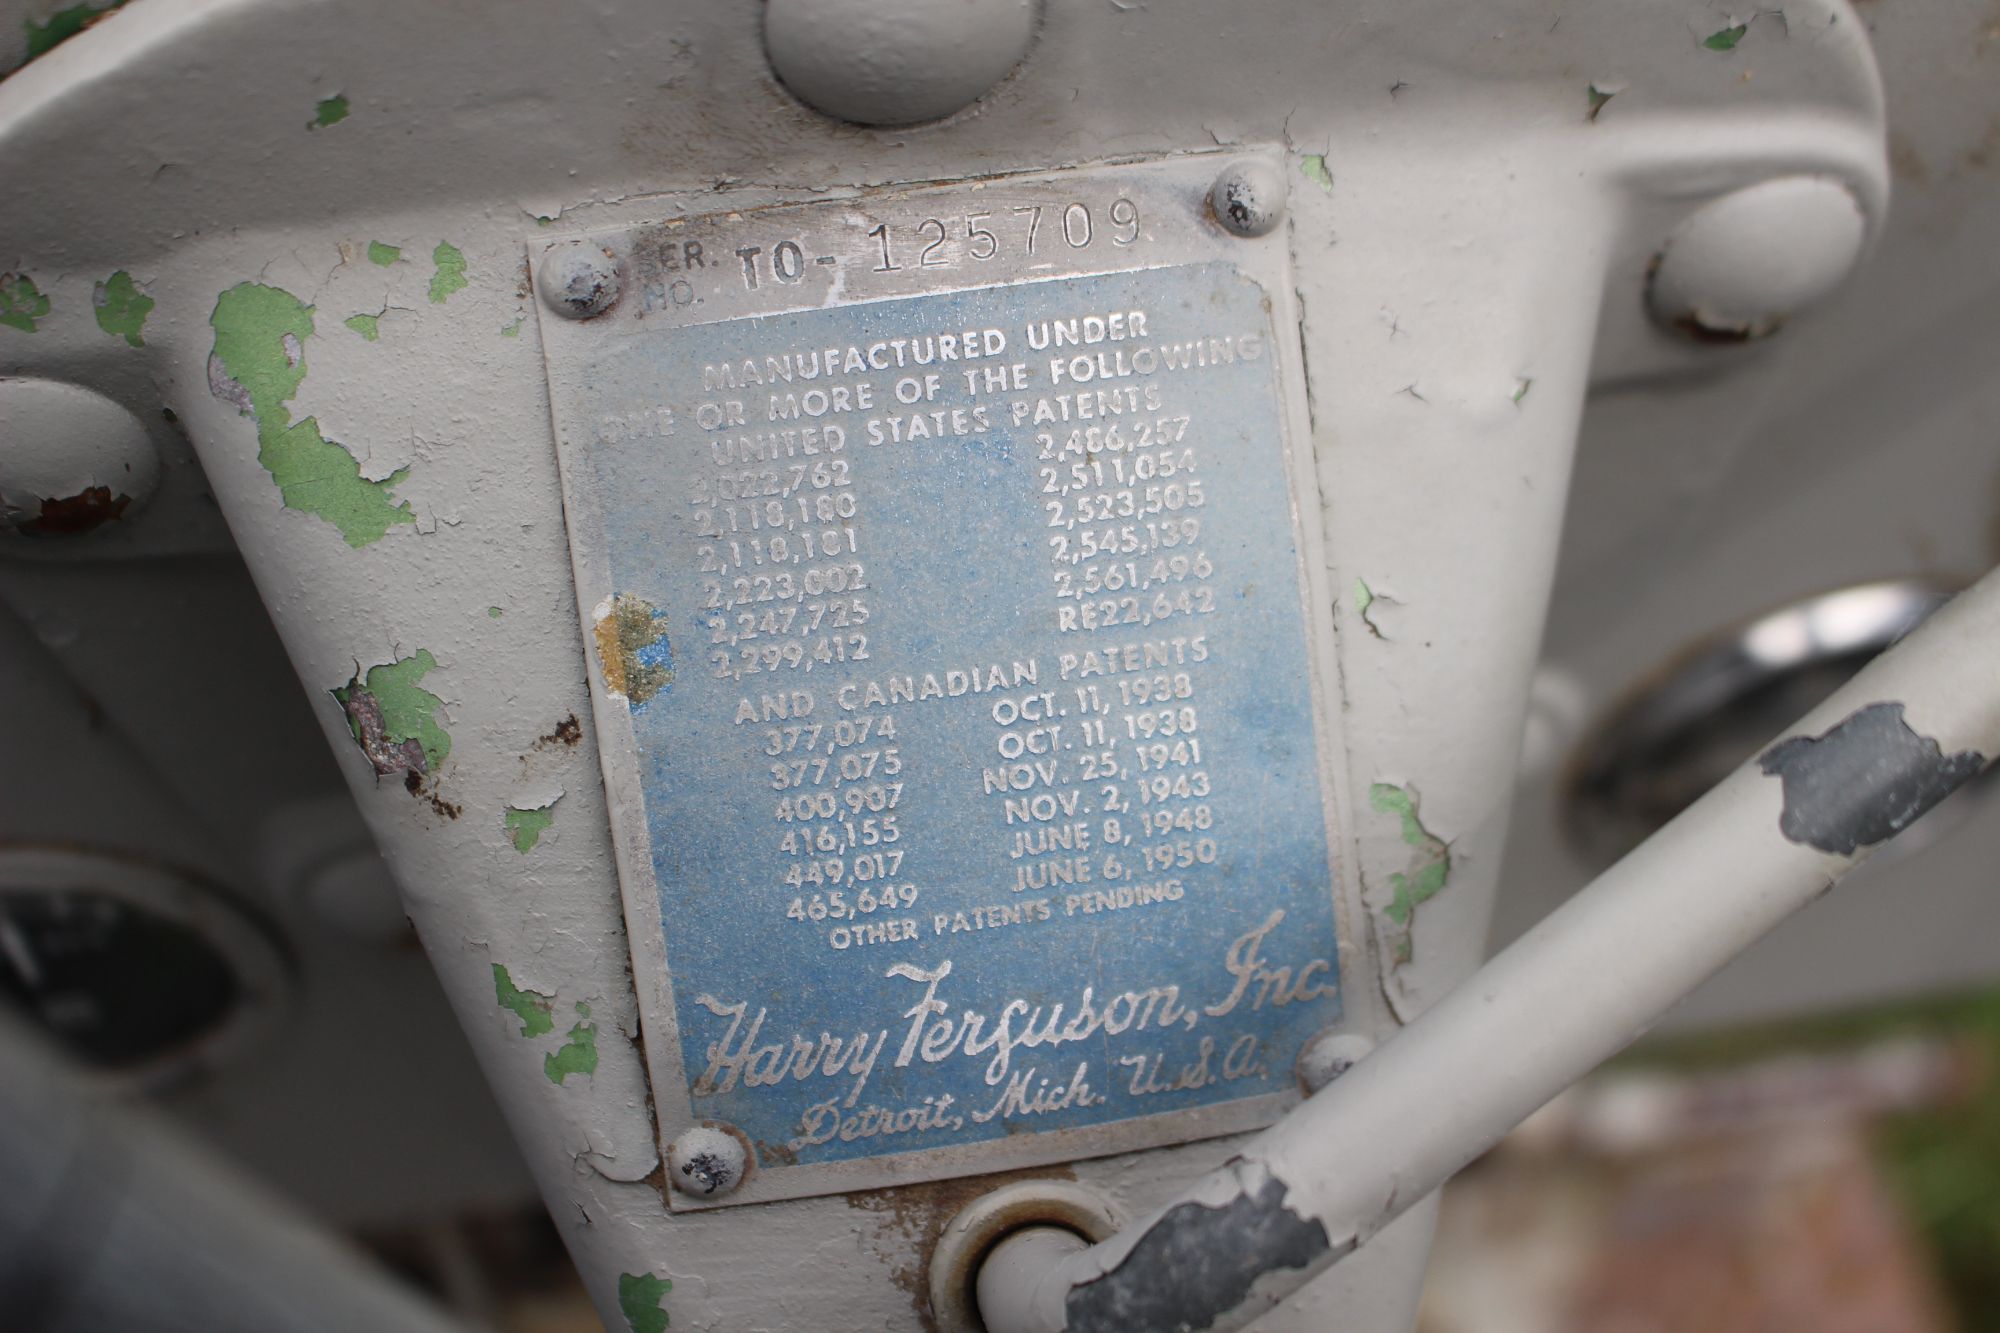 SER. NO. TO-125709
MANUFACTURED UNDER
ONE OR MORE OF THE FOLLOWING
UNITED STATES PATENTS
2,022,762 2,486,257
2,118,180 2,511,054
2,118,181 2,523,505
2,223,002 2,545,139
2,247,725 2,561,496
2,299,412 RE22,642
AND CANADIAN PATENTS
377,074 OCT. 11, 1938
377,075 OCT. 11, 1938
400,907 NOV. 25, 1941
416,155 NOV. 2, 1943
449,017 JUNE 8, 1948
465,649 JUNE 6, 1950
OTHER PATENTS PENDING
Harry Ferguson, Inc.
Detroit, Mich. U.S.A.